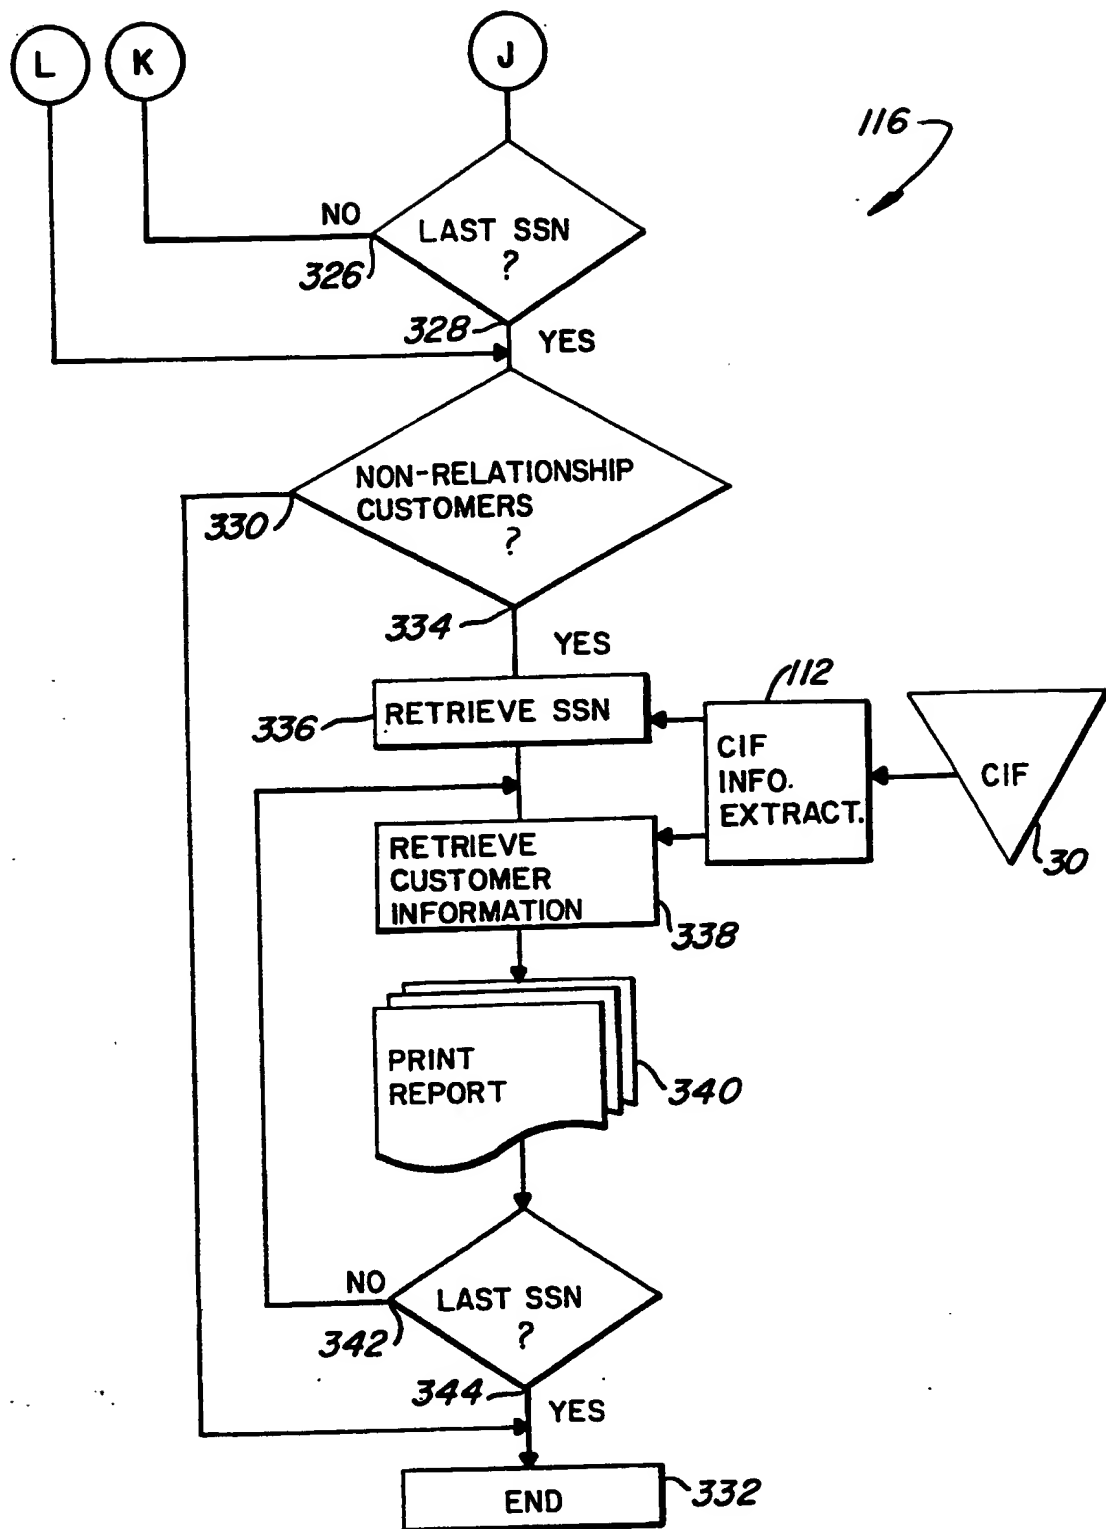 L
K
J
116
NO
LAST SSN
?
326
328
YES
NON-RELATIONSHIP
CUSTOMERS
?
330
334
YES
336
RETRIEVE SSN
112
CIF
INFO.
EXTRACT.
CIF
30
RETRIEVE
CUSTOMER
INFORMATION
338
PRINT
REPORT
340
NO
LAST SSN
?
342
344
YES
END
332